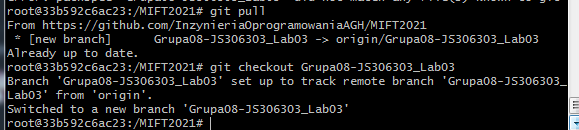 root@33b592c6ac23:/MIFT2021# git pull
From https://github.com/InzynieriaOprogramowaniaAGH/MIFT2021
 * [new branch]      Grupa08-JS306303_Lab03 -> origin/Grupa08-JS306303_Lab03
Already up to date.
root@33b592c6ac23:/MIFT2021# git checkout Grupa08-JS306303_Lab03
Branch 'Grupa08-JS306303_Lab03' set up to track remote branch 'Grupa08-JS306303_
Lab03' from 'origin'.
Switched to a new branch 'Grupa08-JS306303_Lab03'
root@33b592c6ac23:/MIFT2021#